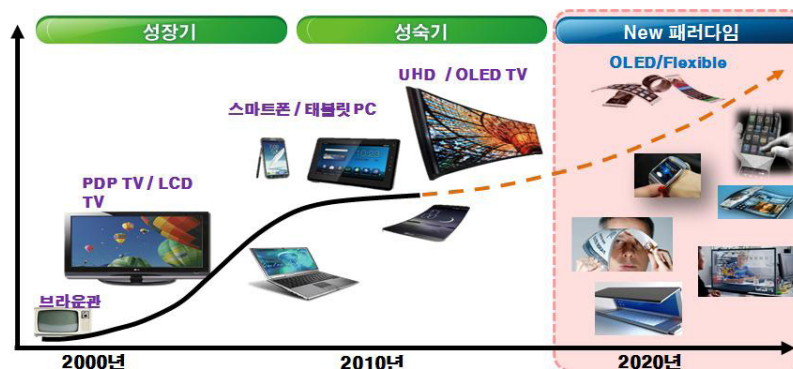 성장기
성숙기
New 패러다임
UHD / OLED TV
OLED/Flexible
스마트폰 / 태블릿 PC
PDP TV / LCD
TV
브라운관
2000년
2010년
2020년